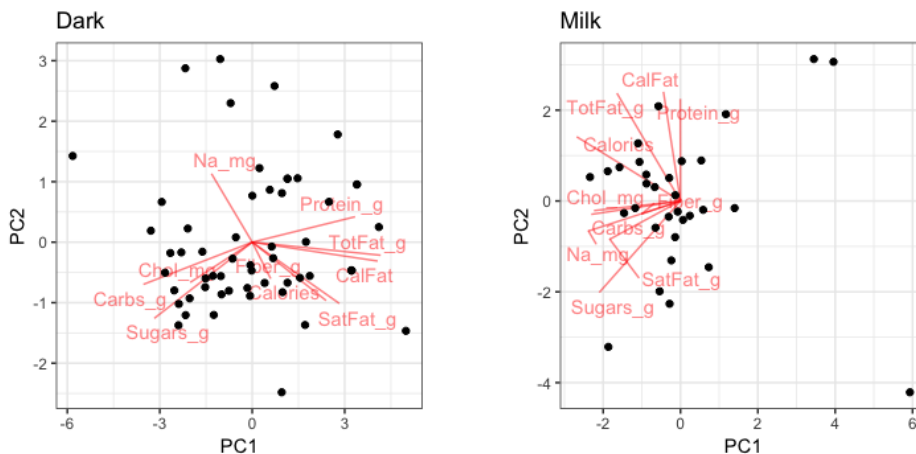 Dark
3
2
1
0
-1
-2
PC2
-6
-3
0
3
PC1
Na_mg
Protein_g
TotFat_g
CalFat
Chol_mg
Fiber_g
Calories
Carbs_g
SatFat_g
Sugars_g
Milk
2
0
-2
-4
PC2
-2
0
2
4
6
PC1
CalFat
TotFat_g
Protein_g
Calories
Chol_mg
Fiber_g
Carbs_g
Na_mg
SatFat_g
Sugars_g